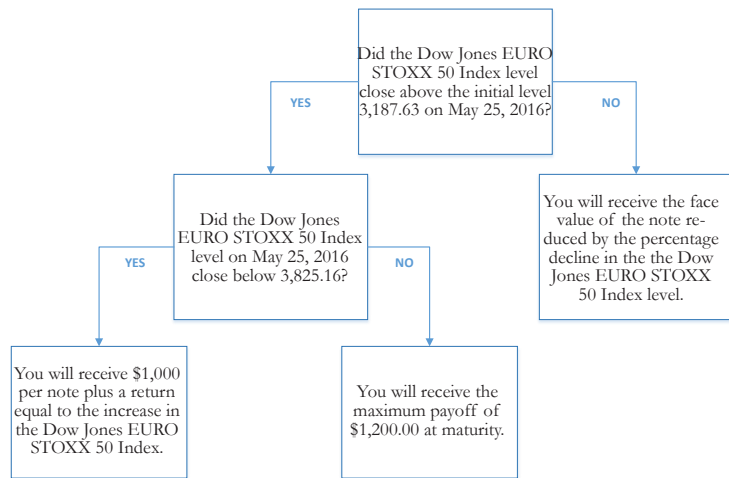 Did the Dow Jones EURO
STOXX 50 Index level
close above the initial level
3,187.63 on May 25, 2016?
YES
NO
Did the Dow Jones
EURO STOXX 50 Index
level on May 25, 2016
close below 3,825.16?
You will receive the face
value of the note re-
duced by the percentage
decline in the the Dow
Jones EURO STOXX
50 Index level.
YES
NO
You will receive $1,000
per note plus a return
equal to the increase in
the Dow Jones EURO
STOXX 50 Index.
You will receive the
maximum payoff of
$1,200.00 at maturity.